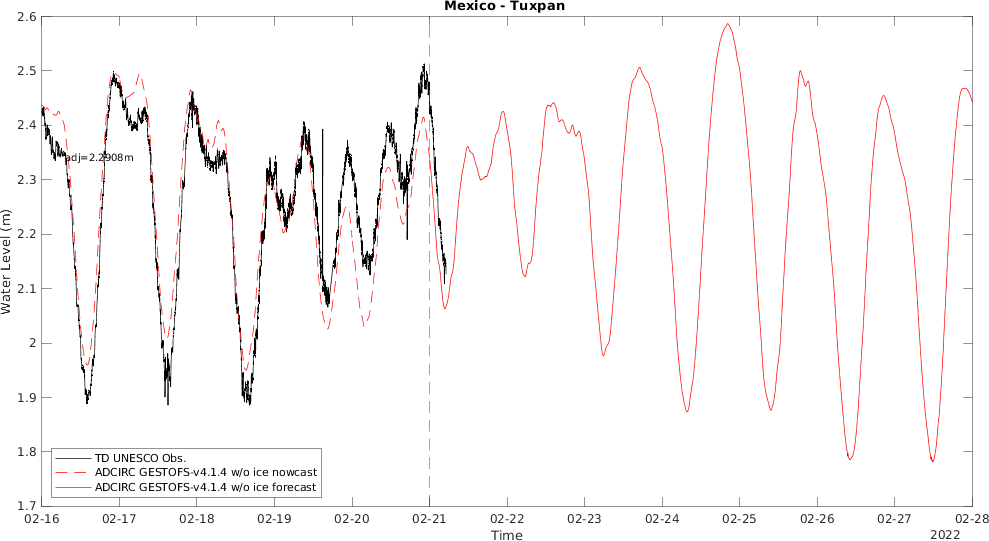 Mexico - Tuxpan
2.6
2.5
2.4
2.3
2.2
2.1
2
1.9
1.8
1.7
Water Level (m)
adj=2.2908m
TD UNESCO Obs.
ADCIRC GESTOFS-v4.1.4 w/o ice nowcast
ADCIRC GESTOFS-v4.1.4 w/o ice forecast
02-16 02-17 02-18 02-19 02-20 02-21 02-22 02-23 02-24 02-25 02-26 02-27 02-28
Time
2022